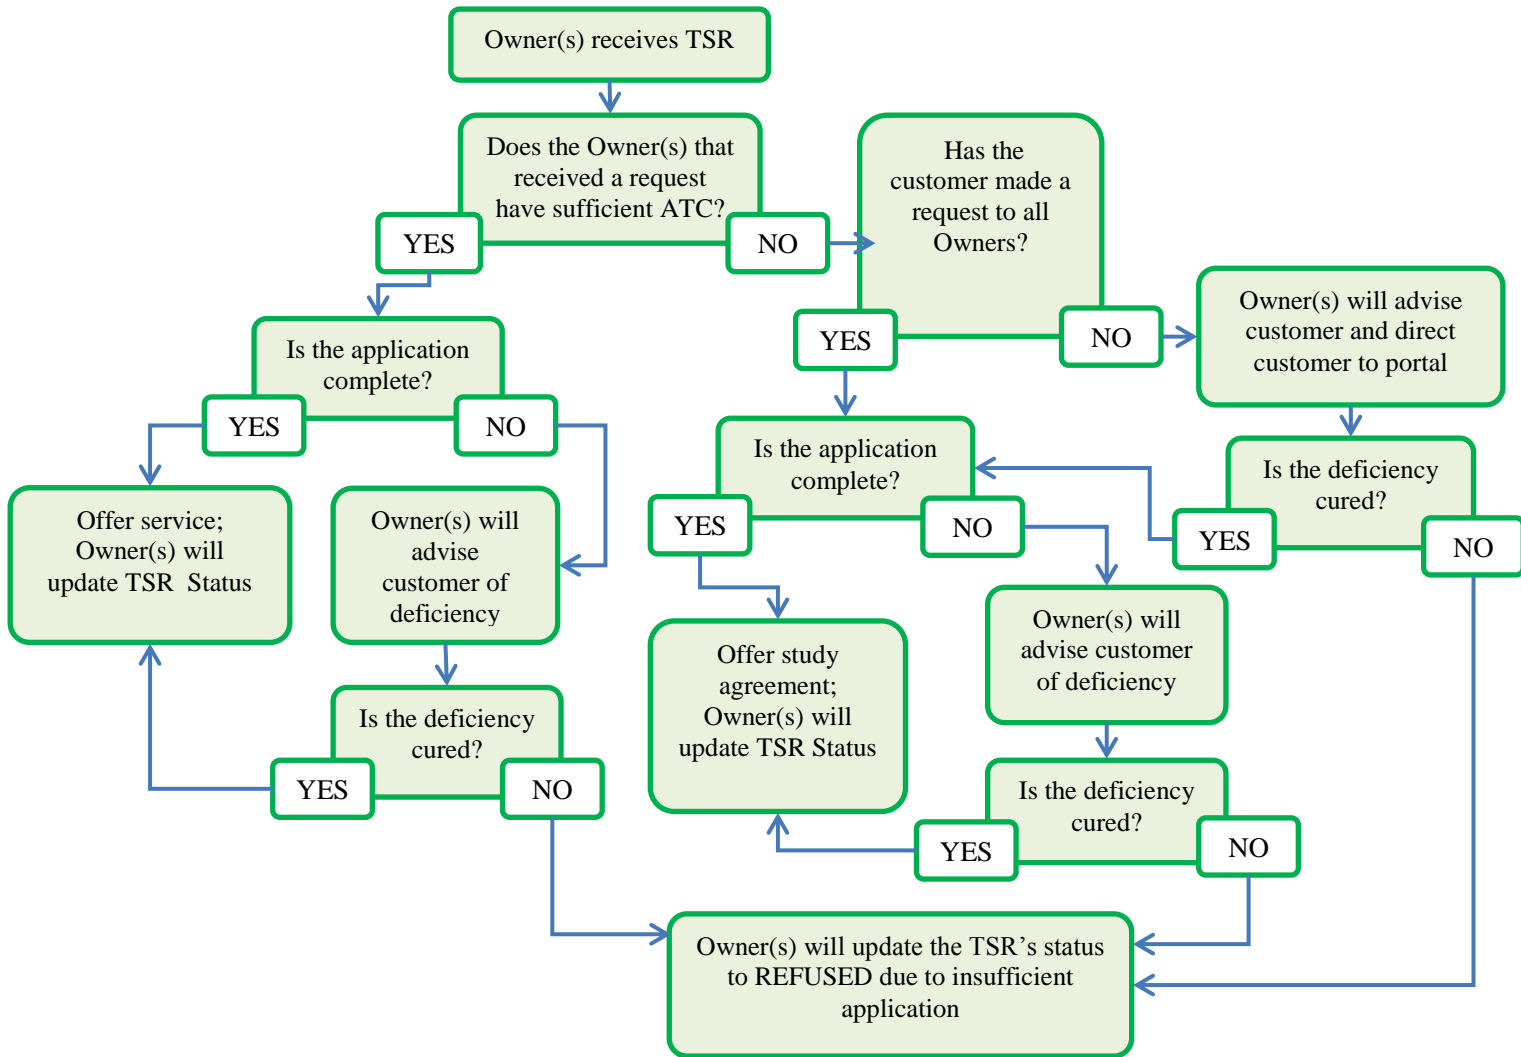 Owner(s) receives TSR
Does the Owner(s) that
received a request
have sufficient ATC?
YES
NO
Has the
customer made a
request to all
Owners?
YES
NO
Owner(s) will advise
customer and direct
customer to portal
Is the application
complete?
YES
NO
Is the application
complete?
YES
NO
Is the deficiency
cured?
YES
NO
Offer service;
Owner(s) will
update TSR Status
Owner(s) will
advise
customer of
deficiency
Offer study
agreement;
Owner(s) will
update TSR Status
Owner(s) will
advise customer
of deficiency
Is the deficiency
cured?
YES
NO
Is the deficiency
cured?
YES
NO
Owner(s) will update the TSR’s status
to REFUSED due to insufficient
application